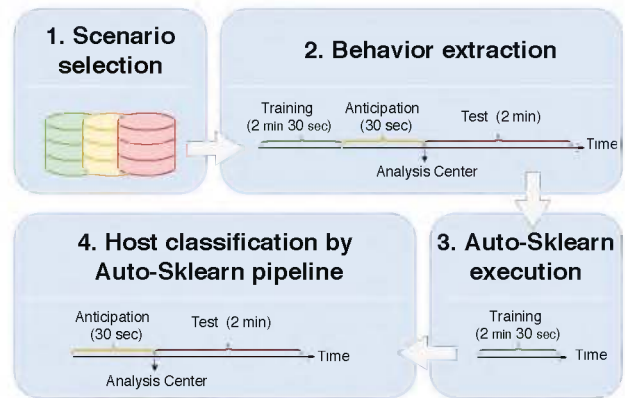 1. Scenario
selection
2. Behavior extraction
Training
(2 min 30 sec)
Anticipation
(30 sec)
Test (2 min)
Time
Analysis Center
3. Auto-Sklearn
execution
Training
(2 min 30 sec)
Time
4. Host classification by
Auto-Sklearn pipeline
Anticipation
(30 sec)
Test (2 min)
Time
Analysis Center